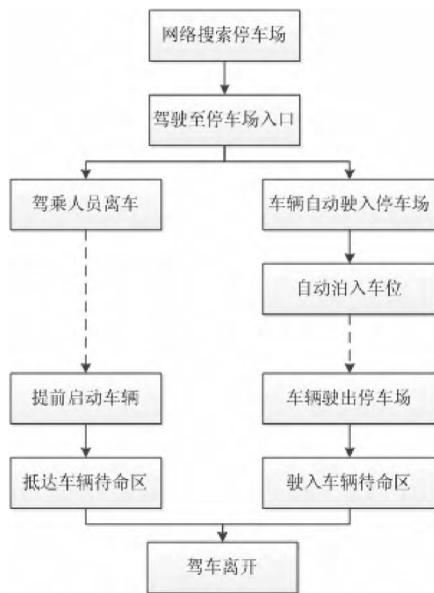 网络搜索停车场
驾驶至停车场入口
驾乘人员离车
车辆自动驶入停车场
自动泊入车位
提前启动车辆
车辆驶出停车场
抵达车辆待命区
驶入车辆待命区
驾车离开